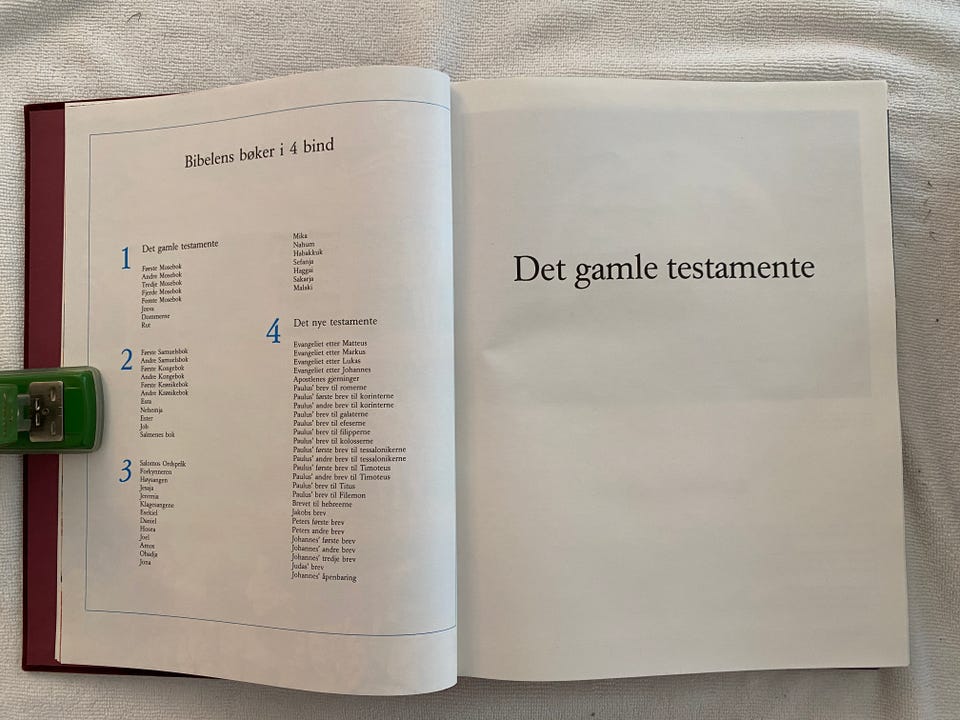 Bibelens bøker i 4 bind
1 Det gamle testamente
Første Mosebok
Andre Mosebok
Tredje Mosebok
Fjerde Mosebok
Femte Mosebok
Josva
Dommerne
Rut
2 Første Samuelsbok
Andre Samuelsbok
Første Kongebok
Andre Kongebok
Første Krønikebok
Andre Krønikebok
Esra
Nehemja
Ester
Job
Salmenes bok
3 Salomos Ordspråk
Forkynneren
Høysangen
Jesaja
Jeremia
Klagesangene
Esekiel
Daniel
Hosea
Joel
Amos
Obadja
Jona
Mika
Nahum
Habakkuk
Sefanja
Haggai
Sakarja
Malaki
4 Det nye testamente
Evangeliet etter Matteus
Evangeliet etter Markus
Evangeliet etter Lukas
Evangeliet etter Johannes
Apostlenes gjerninger
Paulus' brev til romerne
Paulus' første brev til korinterne
Paulus' andre brev til korinterne
Paulus' brev til galaterne
Paulus' brev til efeserne
Paulus' brev til filipperne
Paulus' brev til kolosserne
Paulus' første brev til tessalonikerne
Paulus' andre brev til tessalonikerne
Paulus' første brev til Timoteus
Paulus' andre brev til Timoteus
Paulus' brev til Titus
Paulus' brev til Filemon
Brevet til hebreerne
Jakobs brev
Peters første brev
Peters andre brev
Johannes' første brev
Johannes' andre brev
Johannes' tredje brev
Judas' brev
Johannes' åpenbaring
Det gamle testamente